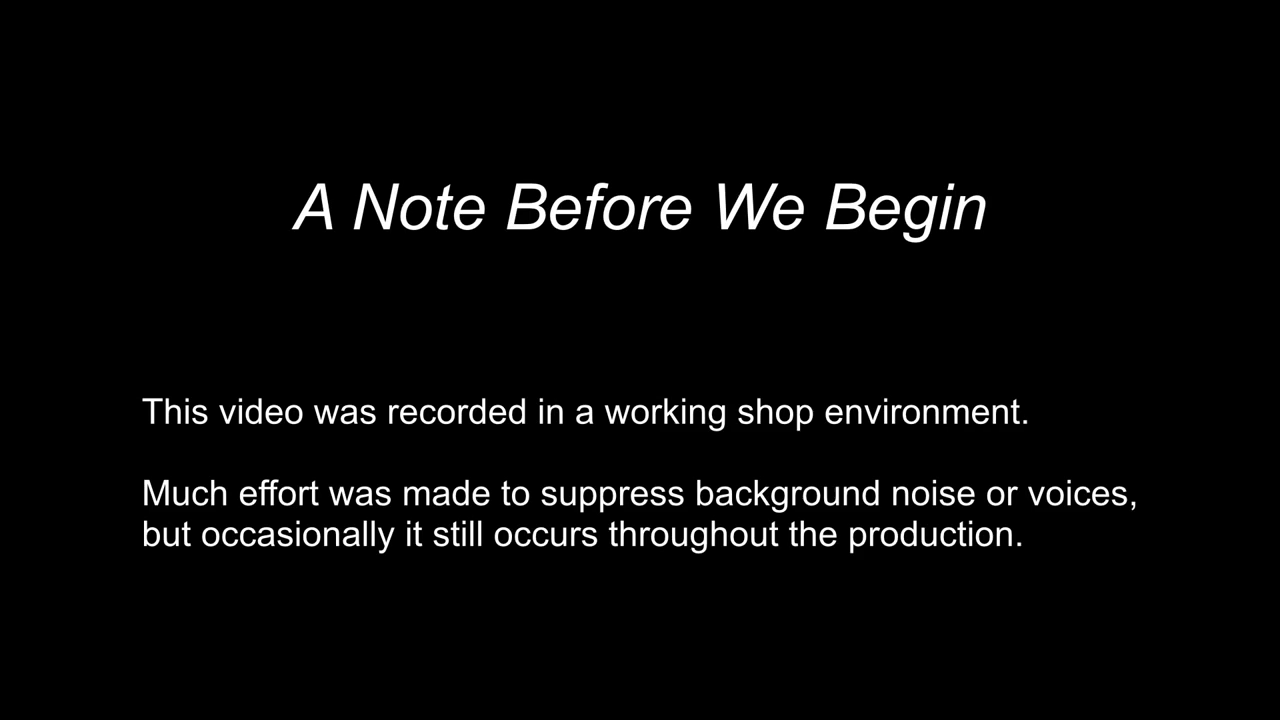 A Note Before We Begin
This video was recorded in a working shop environment.
Much effort was made to suppress background noise or voices,
but occasionally it still occurs throughout the production.